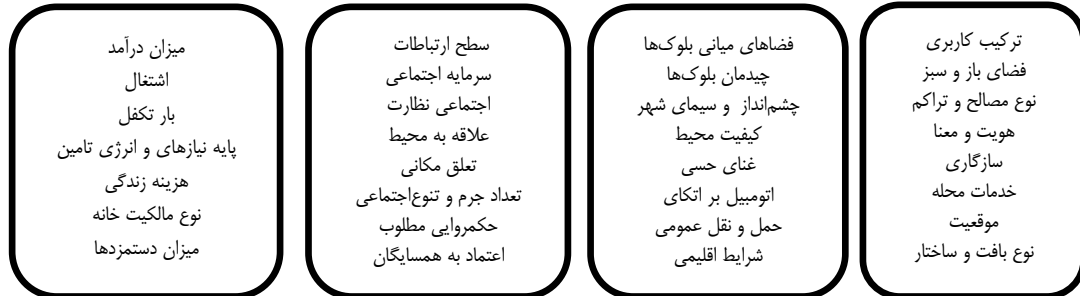 ترکیب کاربری
فضای باز و سبز
نوع مصالح و تراکم
هویت و معنا
سازگاری
خدمات محله
موقعیت
نوع بافت و ساختار
فضاهای میانی بلوک‌ها
چیدمان بلوک‌ها
چشم‌انداز و سیمای شهر
کیفیت محیط
غنای حسی
اتومبیل بر اتکای
حمل و نقل عمومی
شرایط اقلیمی
سطح ارتباطات
سرمایه اجتماعی
اجتماعی نظارت
علاقه به محیط
تعلق مکانی
تعداد جرم و تنوع‌اجتماعی
حکمروایی مطلوب
اعتماد به همسایگان
میزان درآمد
اشتغال
بار تکفل
پایه نیازهای و انرژی تامین
هزینه زندگی
نوع مالکیت خانه
میزان دستمزدها